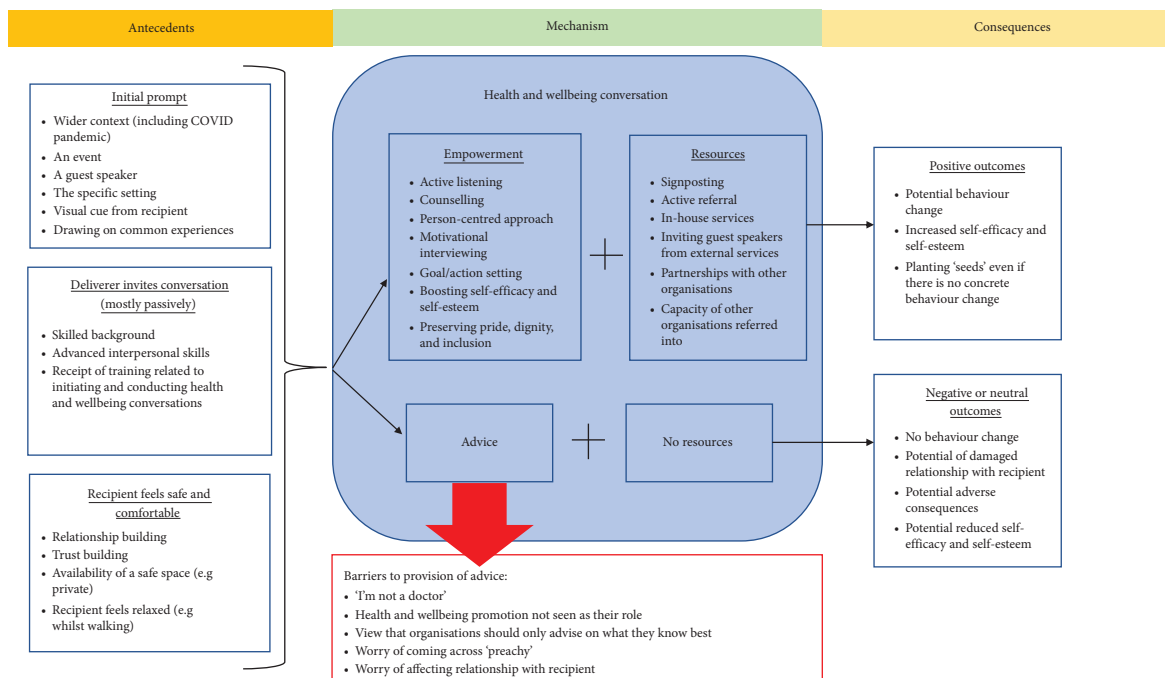 Antecedents
Mechanism
Consequences
Initial prompt
• Wider context (including COVID
pandemic)
• An event
• A guest speaker
• The specific setting
• Visual cue from recipient
• Drawing on common experiences
Deliverer invites conversation
(mostly passively)
• Skilled background
• Advanced interpersonal skills
• Receipt of training related to
initiating and conducting health
and wellbeing conversations
Recipient feels safe and
comfortable
• Relationship building
• Trust building
• Availability of a safe space (e.g
private)
• Recipient feels relaxed (e.g
whilst walking)
Health and wellbeing conversation
Empowerment
• Active listening
• Counselling
• Person-centred approach
• Motivational
interviewing
• Goal/action setting
• Boosting self-efficacy and
self-esteem
• Preserving pride, dignity,
and inclusion
+
Resources
• Signposting
• Active referral
• In-house services
• Inviting guest speakers
from external services
• Partnerships with other
organisations
• Capacity of other
organisations referred
into
Advice
+
No resources
Barriers to provision of advice:
• ‘I'm not a doctor’
• Health and wellbeing promotion not seen as their role
• View that organisations should only advise on what they know best
• Worry of coming across ‘preachy’
• Worry of affecting relationship with recipient
Positive outcomes
• Potential behaviour
change
• Increased self-efficacy and
self-esteem
• Planting ‘seeds’ even if
there is no concrete
behaviour change
Negative or neutral
outcomes
• No behaviour change
• Potential of damaged
relationship with recipient
• Potential adverse
consequences
• Potential reduced self-
efficacy and self-esteem